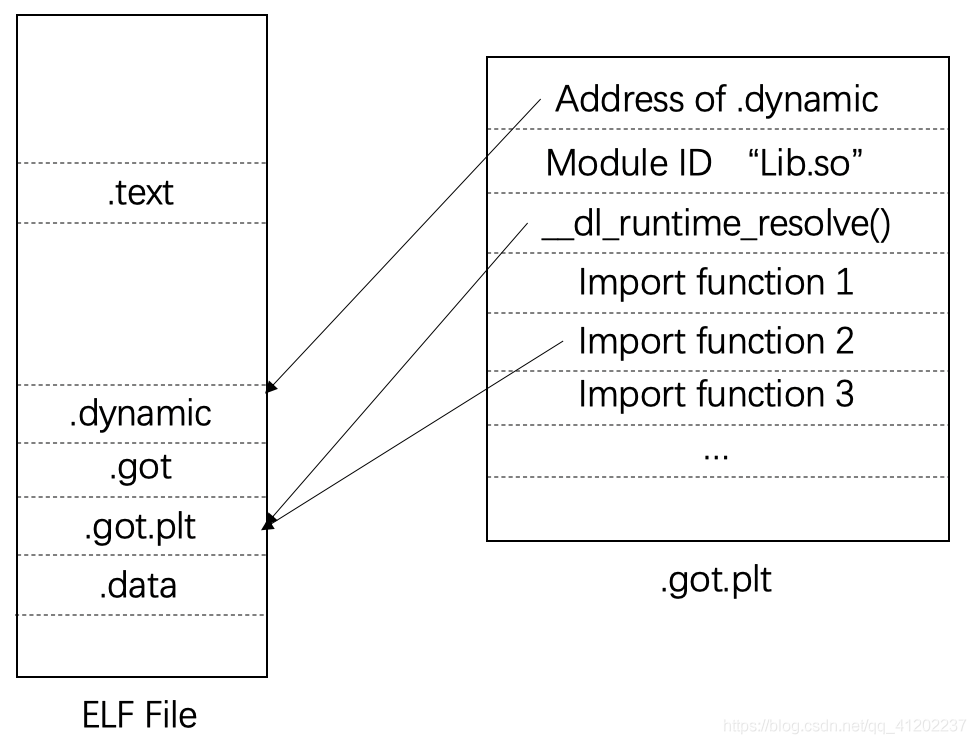 .text
.dynamic
.got
.got.plt
.data
ELF File
Address of .dynamic
Module ID “Lib.so”
__dl_runtime_resolve()
Import function 1
Import function 2
Import function 3
...
.got.plt
https://blog.csdn.net/qq_41202237